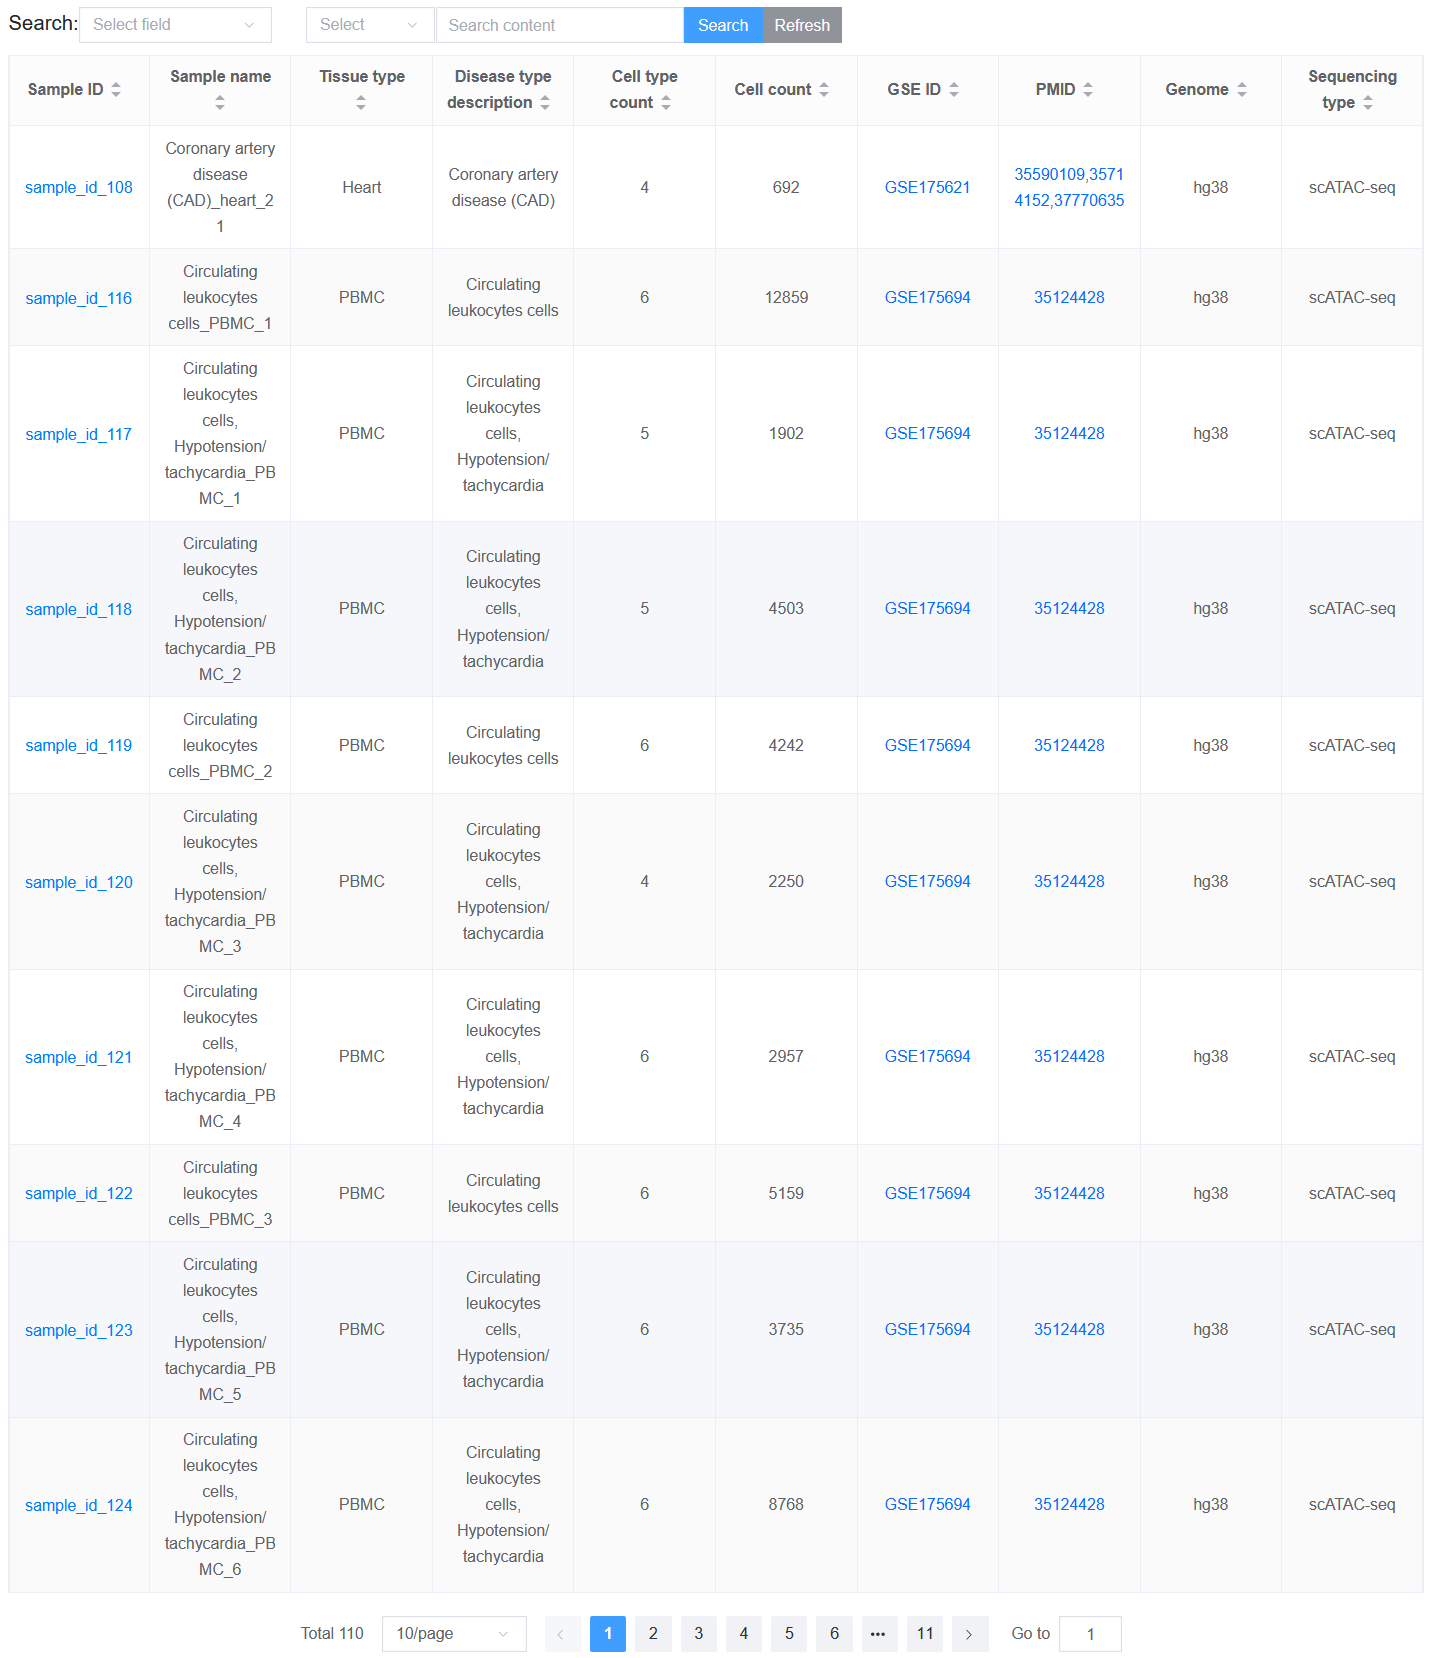 Search: Select field Select Search content Search Refresh
Sample ID Sample name Tissue type Disease type description Cell type count Cell count GSE ID PMID Genome Sequencing type
sample_id_108 Coronary artery disease (CAD)_heart_21 Heart Coronary artery disease (CAD) 4 692 GSE175621 35590109,35714152,37770635 hg38 scATAC-seq
sample_id_116 Circulating leukocytes cells_PBMC_1 PBMC Circulating leukocytes cells 6 12859 GSE175694 35124428 hg38 scATAC-seq
sample_id_117 Circulating leukocytes cells, Hypotension/tachycardia_PBMC_1 PBMC Circulating leukocytes cells, Hypotension/tachycardia 5 1902 GSE175694 35124428 hg38 scATAC-seq
sample_id_118 Circulating leukocytes cells, Hypotension/tachycardia_PBMC_2 PBMC Circulating leukocytes cells, Hypotension/tachycardia 5 4503 GSE175694 35124428 hg38 scATAC-seq
sample_id_119 Circulating leukocytes cells_PBMC_2 PBMC Circulating leukocytes cells 6 4242 GSE175694 35124428 hg38 scATAC-seq
sample_id_120 Circulating leukocytes cells, Hypotension/tachycardia_PBMC_3 PBMC Circulating leukocytes cells, Hypotension/tachycardia 4 2250 GSE175694 35124428 hg38 scATAC-seq
sample_id_121 Circulating leukocytes cells, Hypotension/tachycardia_PBMC_4 PBMC Circulating leukocytes cells, Hypotension/tachycardia 6 2957 GSE175694 35124428 hg38 scATAC-seq
sample_id_122 Circulating leukocytes cells_PBMC_3 PBMC Circulating leukocytes cells 6 5159 GSE175694 35124428 hg38 scATAC-seq
sample_id_123 Circulating leukocytes cells, Hypotension/tachycardia_PBMC_5 PBMC Circulating leukocytes cells, Hypotension/tachycardia 6 3735 GSE175694 35124428 hg38 scATAC-seq
sample_id_124 Circulating leukocytes cells, Hypotension/tachycardia_PBMC_6 PBMC Circulating leukocytes cells, Hypotension/tachycardia 6 8768 GSE175694 35124428 hg38 scATAC-seq
Total 110 10/page 1 2 3 4 5 6 ••• 11 Go to 1